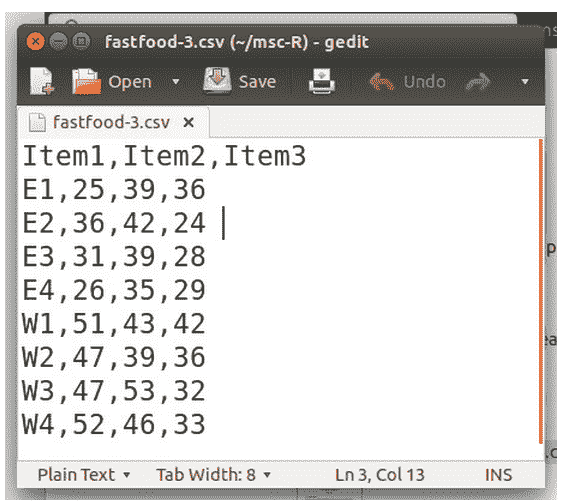 fastfood-3.csv (~/msc-R) - gedit
Open Save Undo
fastfood-3.csv x
Item1,Item2,Item3
E1,25,39,36
E2,36,42,24
E3,31,39,28
E4,26,35,29
W1,51,43,42
W2,47,39,36
W3,47,53,32
W4,52,46,33
Plain Text Tab Width: 8 Ln 3, Col 13 INS